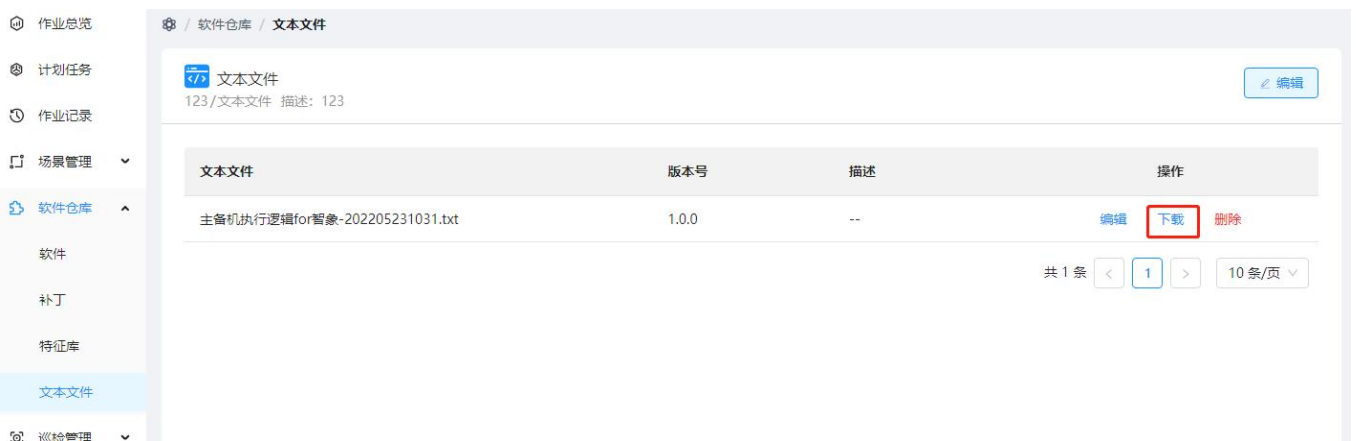 作业总览
计划任务
作业记录
场景管理
软件仓库
软件
补丁
特征库
文本文件
巡检管理
/ 软件仓库 / 文本文件
文本文件
123/文本文件 描述: 123
编辑
文本文件 版本号 描述 操作
主备机执行逻辑for智象-202205231031.txt 1.0.0 -- 编辑 下载 删除
共 1 条 < 1 > 10 条/页